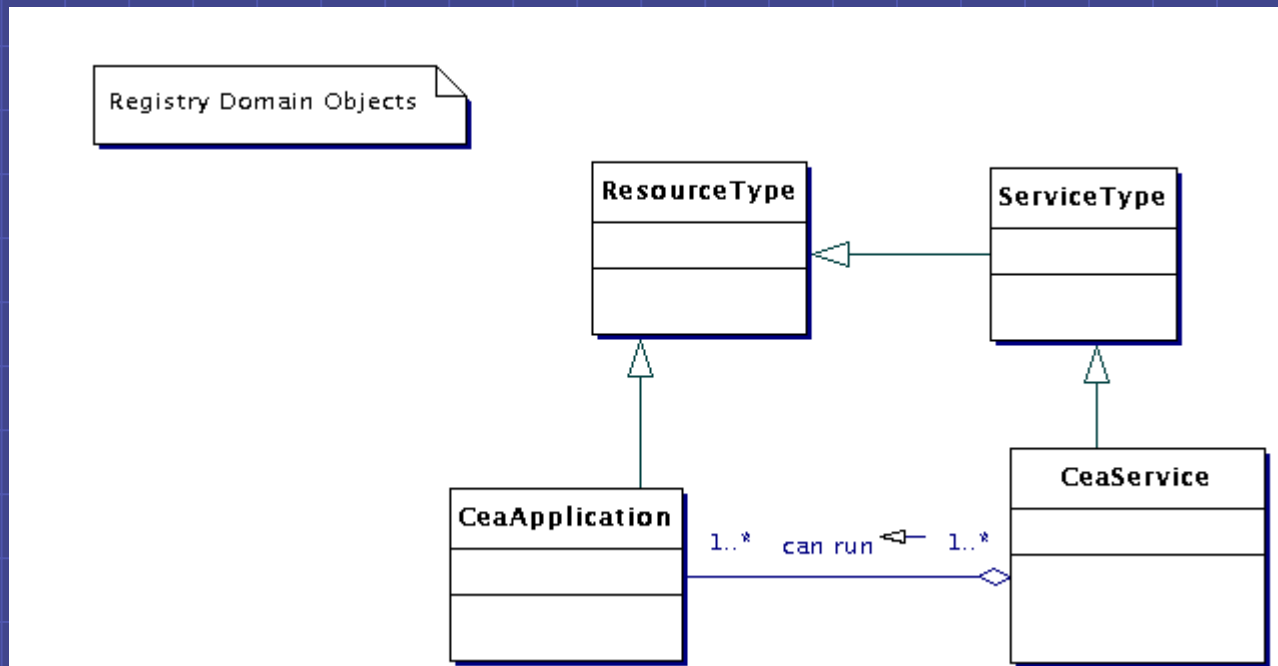 Registry Domain Objects
ResourceType
ServiceType
CeaService
CeaApplication
1..* can run 1..*